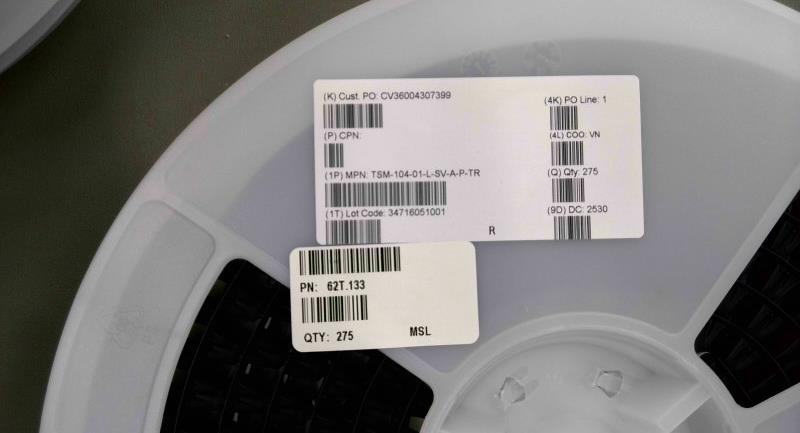 (K) Cust. PO: CV36004307399
(4K) PO Line: 1
(P) CPN:
(4L) COO: VN
(1P) MPN: TSM-104-01-L-SV-A-P-TR
(Q) Qty: 275
(1T) Lot Code: 34716051001
(9D) DC: 2530
R
PN: 62T.133
QTY: 275 MSL